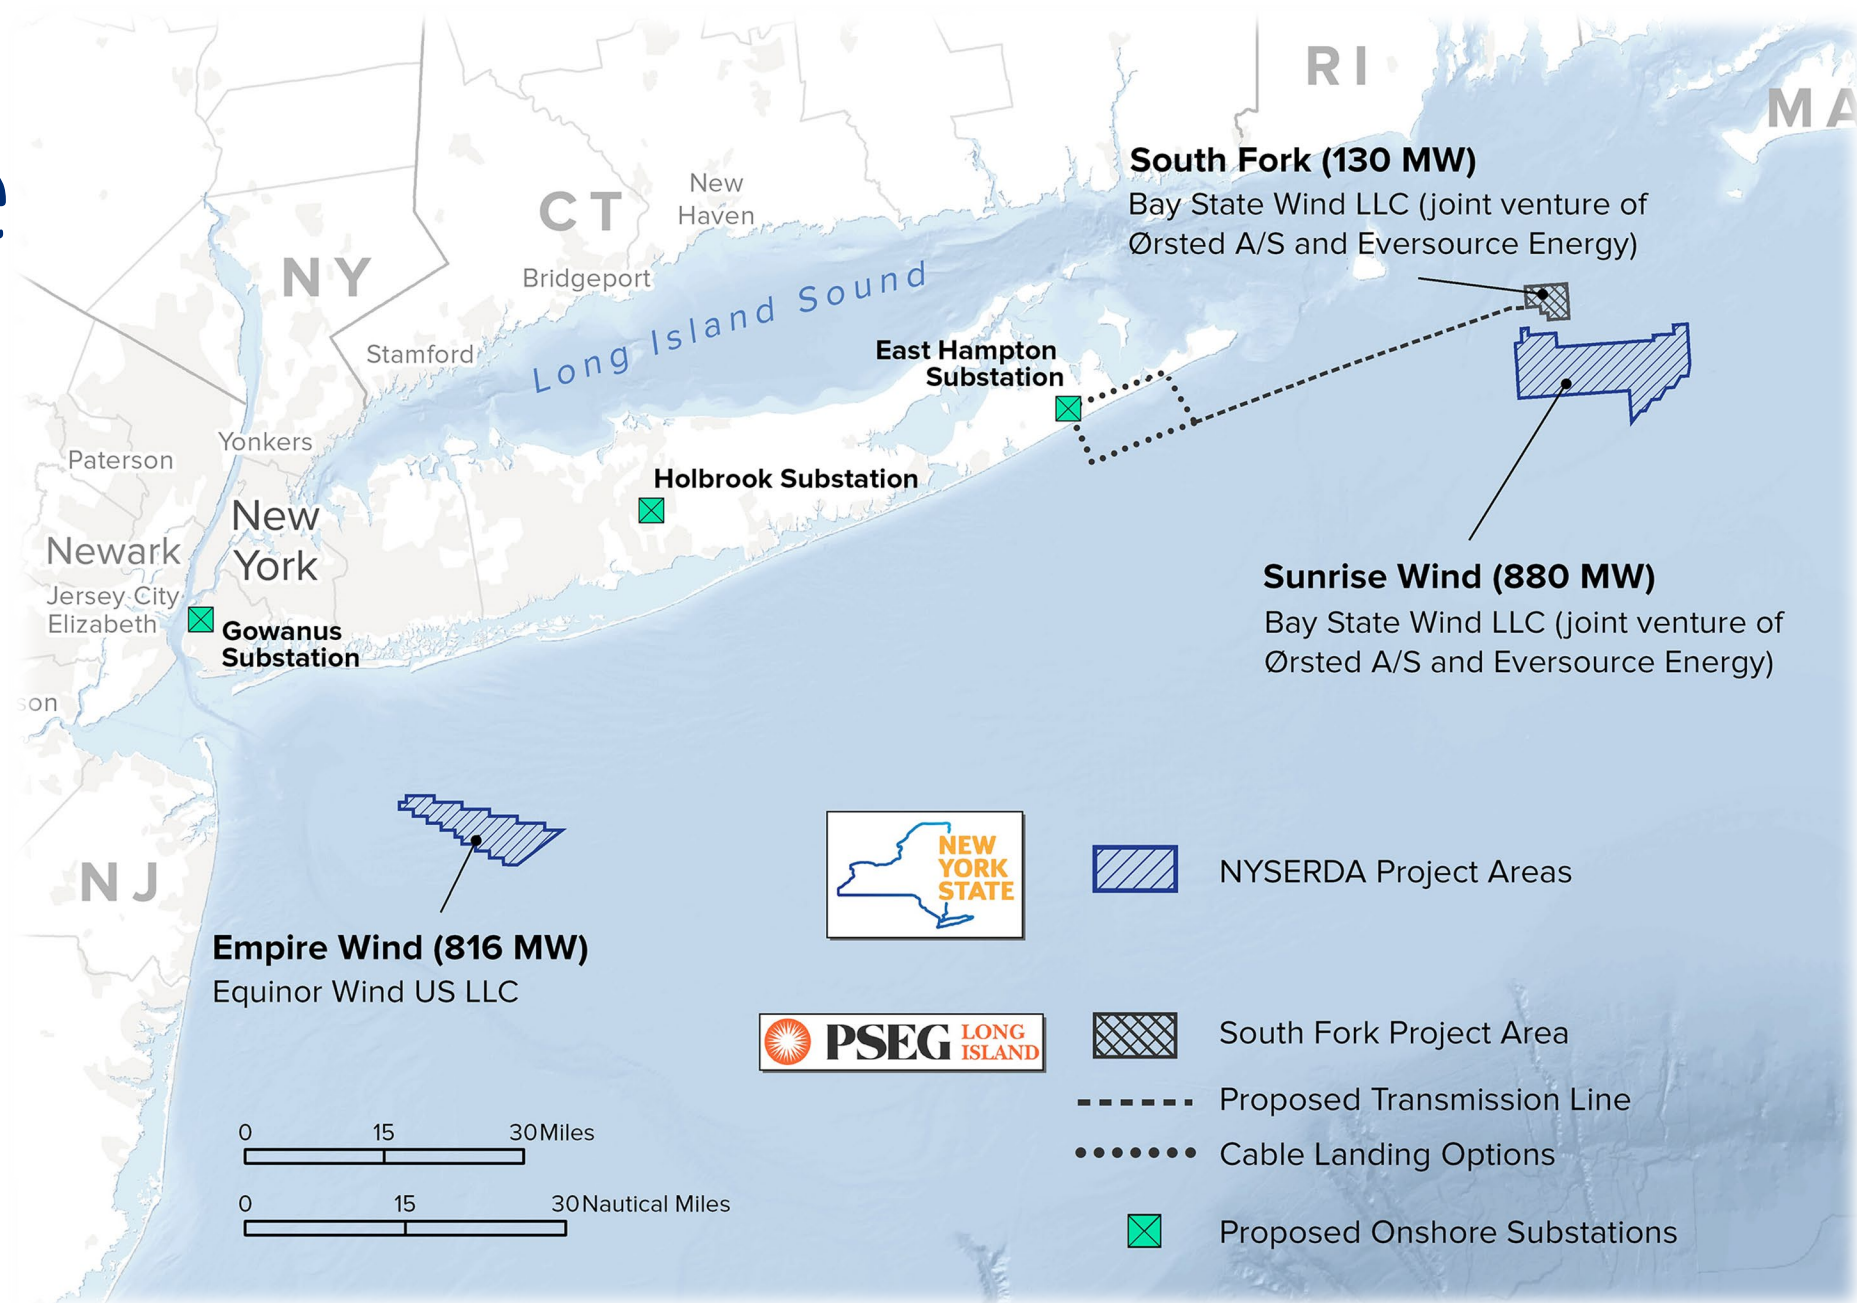 RI
MA
South Fork (130 MW)
Bay State Wind LLC (joint venture of
Ørsted A/S and Eversource Energy)
CT
New
Haven
NY
Bridgeport
Long Island Sound
Stamford
East Hampton
Substation
Yonkers
Paterson
Holbrook Substation
New
York
Newark
Jersey City
Elizabeth
Gowanus
Substation
son
Sunrise Wind (880 MW)
Bay State Wind LLC (joint venture of
Ørsted A/S and Eversource Energy)
NJ
Empire Wind (816 MW)
Equinor Wind US LLC
NEW
YORK
STATE
NYSERDA Project Areas
PSEG LONG
ISLAND
South Fork Project Area
Proposed Transmission Line
Cable Landing Options
Proposed Onshore Substations
0 15 30 Miles
0 15 30 Nautical Miles